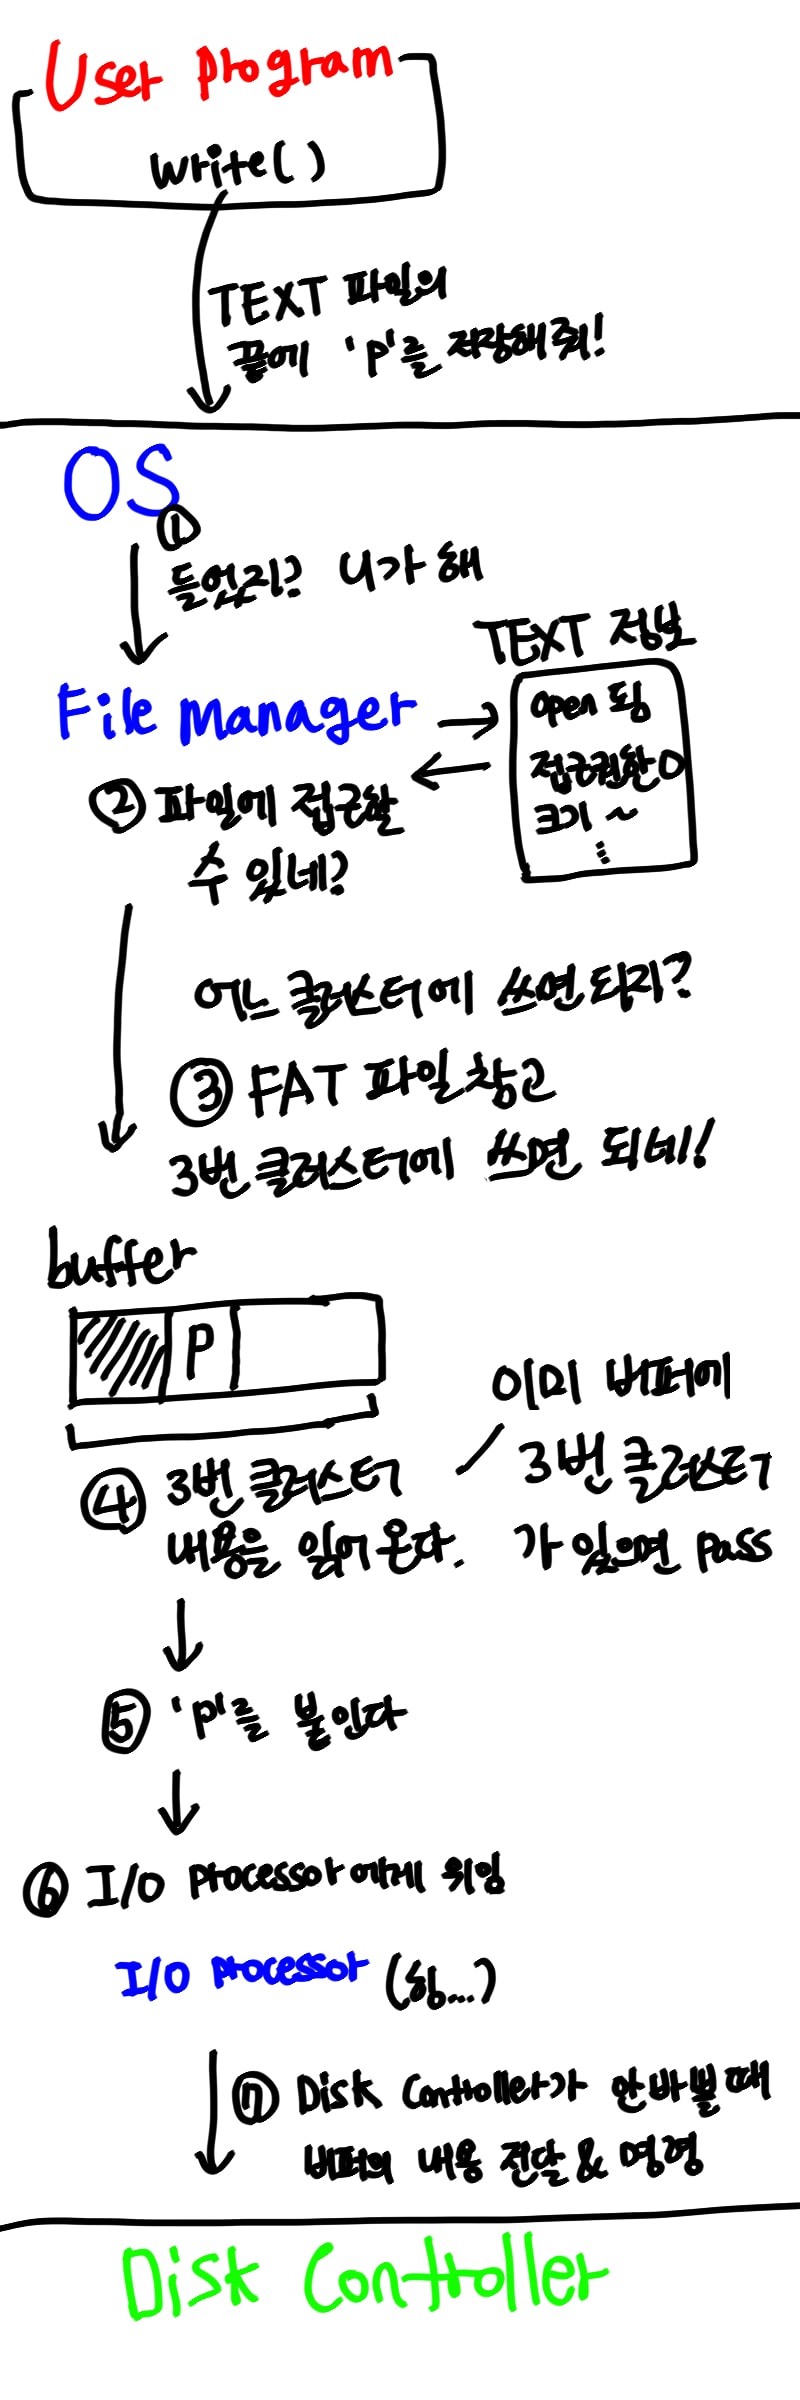 User program
write()
TEXT 파일의
끝에 'P'를 저장해줘!
OS
①
들었지? 니가 해
TEXT 정보
File manager
open 됨
접근권한 O
크기 ~
② 파일에 접근할
수 있네?
어느 클러스터에 쓰면 되지?
③ FAT 파일 참고
3번 클러스터에 쓰면 되네!
buffer
P
이미 버퍼에
3번 클러스터
가 있으면 pass
④ 3번 클러스터
내용을 읽어 온다.
⑤ 'P'를 붙인다
⑥ I/O processor에게 위임
I/O processor (힝...)
⑦ Disk Controller가 안바쁠때
버퍼의 내용 전달 & 명령
Disk Controller